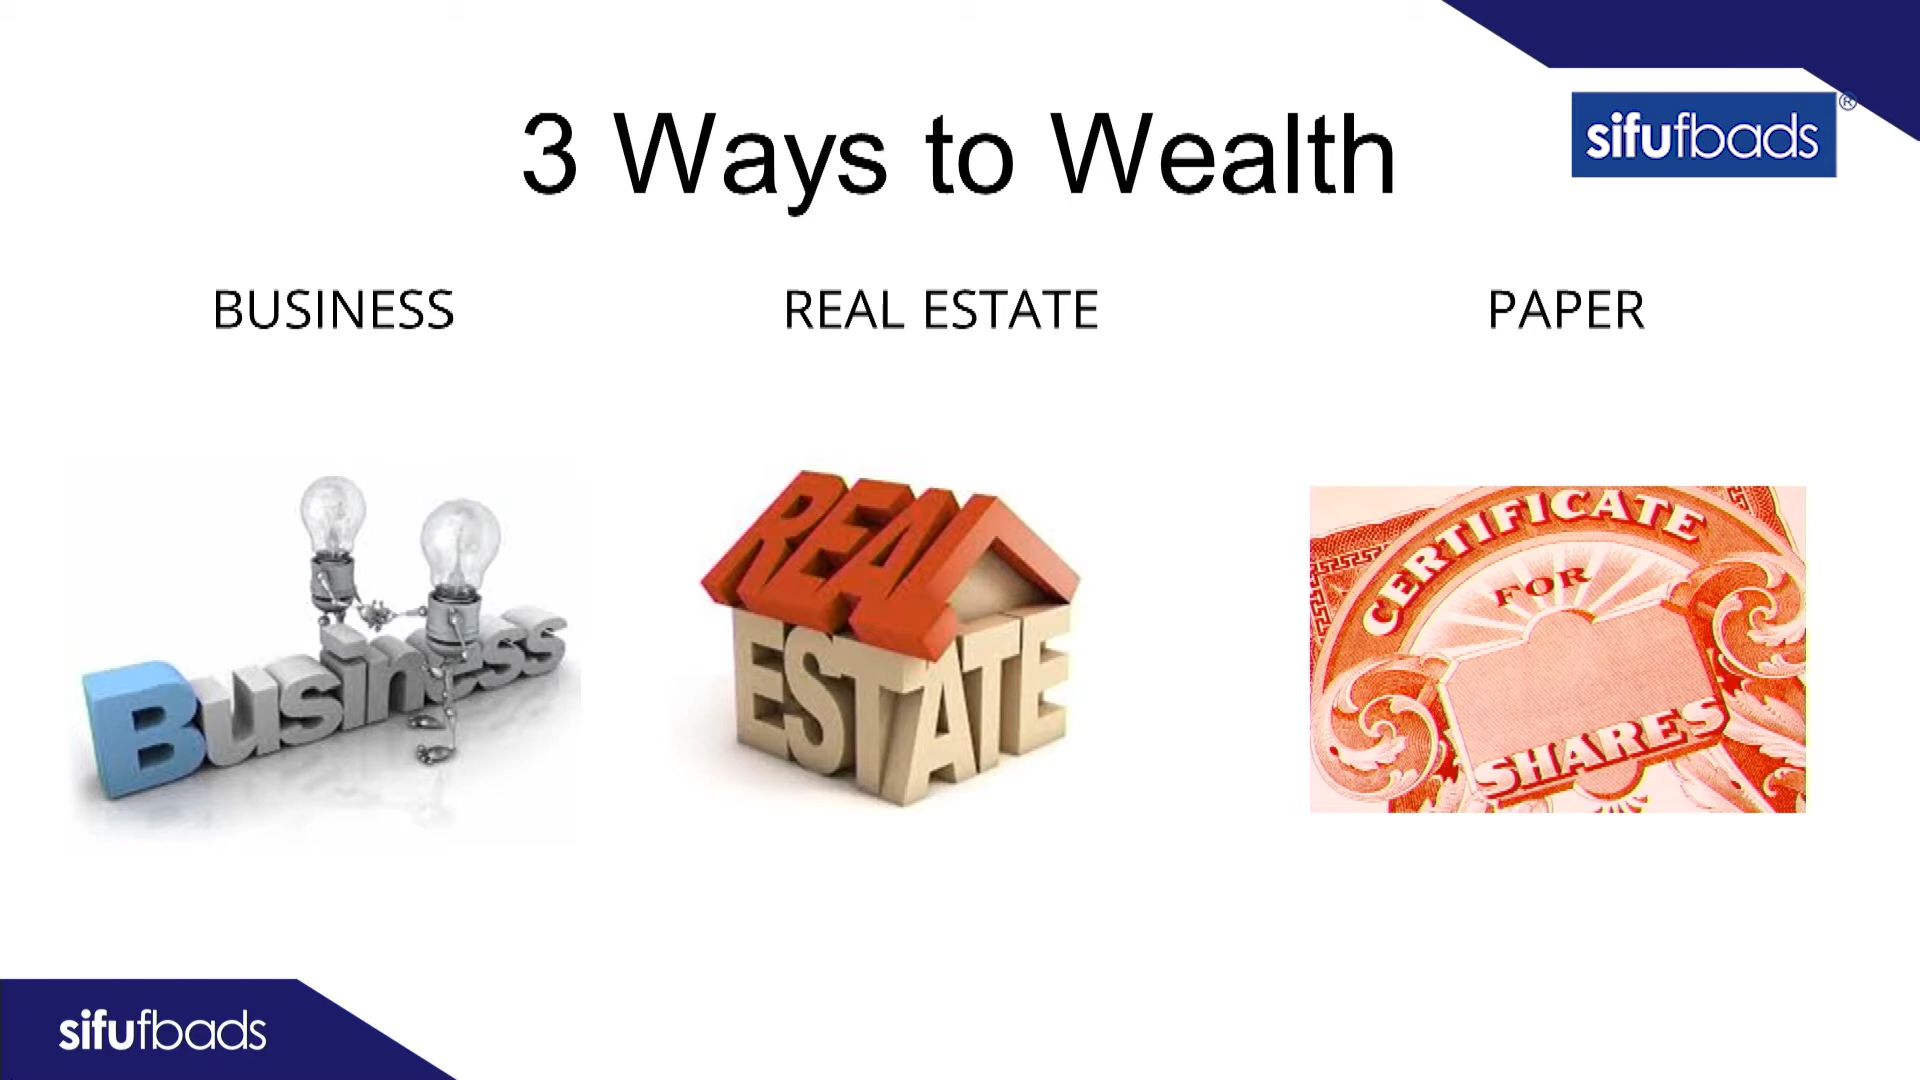 3 Ways to Wealth
sifufbads®
BUSINESS
REAL ESTATE
PAPER
Business
REAL
ESTATE
CERTIFICATE
FOR
SHARES
sifufbads